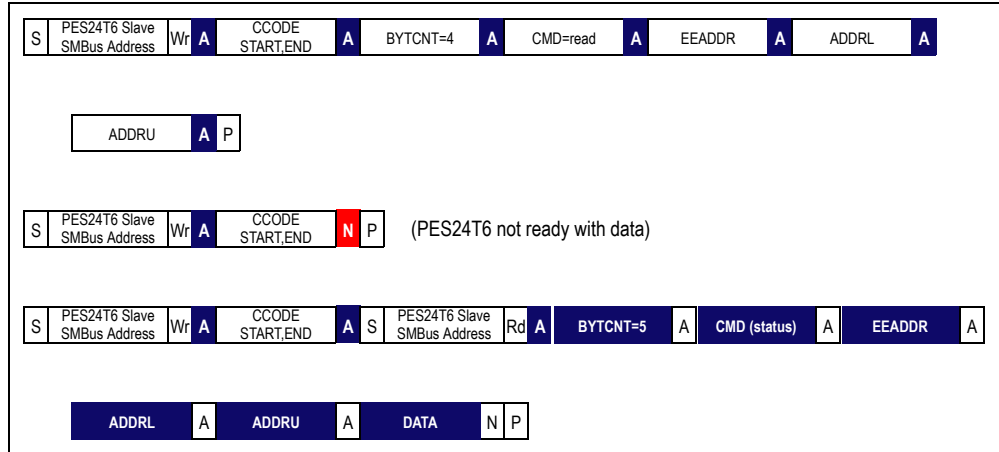 S PES24T6 Slave SMBus Address Wr A CCODE START,END A BYTCNT=4 A CMD=read A EEADDR A ADDRL A
ADDRU A P
S PES24T6 Slave SMBus Address Wr A CCODE START,END N P (PES24T6 not ready with data)
S PES24T6 Slave SMBus Address Wr A CCODE START,END A S PES24T6 Slave SMBus Address Rd A BYTCNT=5 A CMD (status) A EEADDR A
ADDRL A ADDRU A DATA N P